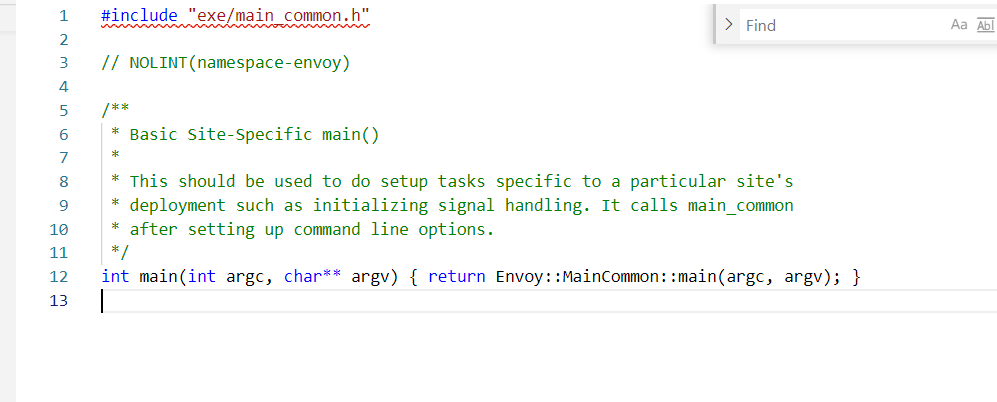 1 #include "exe/main_common.h"
Find Aa Abl
2
3 // NOLINT(namespace-envoy)
4
5 /**
6 * Basic Site-Specific main()
7 *
8 * This should be used to do setup tasks specific to a particular site's
9 * deployment such as initializing signal handling. It calls main_common
10 * after setting up command line options.
11 */
12 int main(int argc, char** argv) { return Envoy::MainCommon::main(argc, argv); }
13